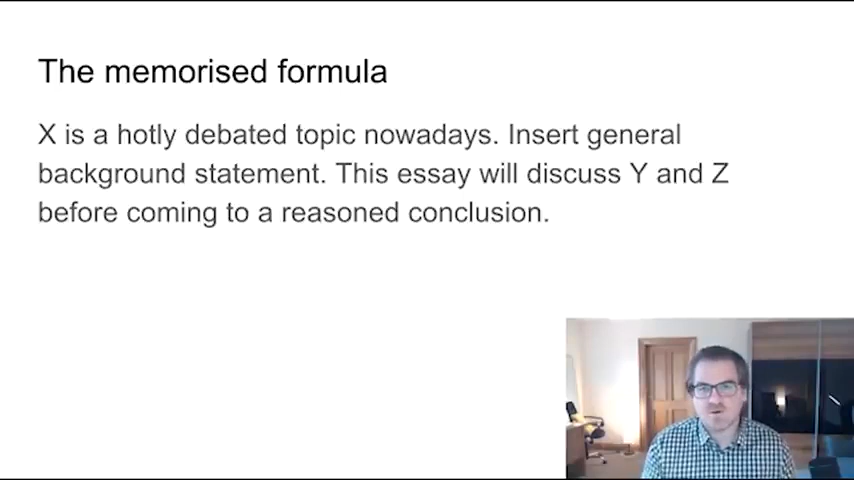 The memorised formula
X is a hotly debated topic nowadays. Insert general
background statement. This essay will discuss Y and Z
before coming to a reasoned conclusion.